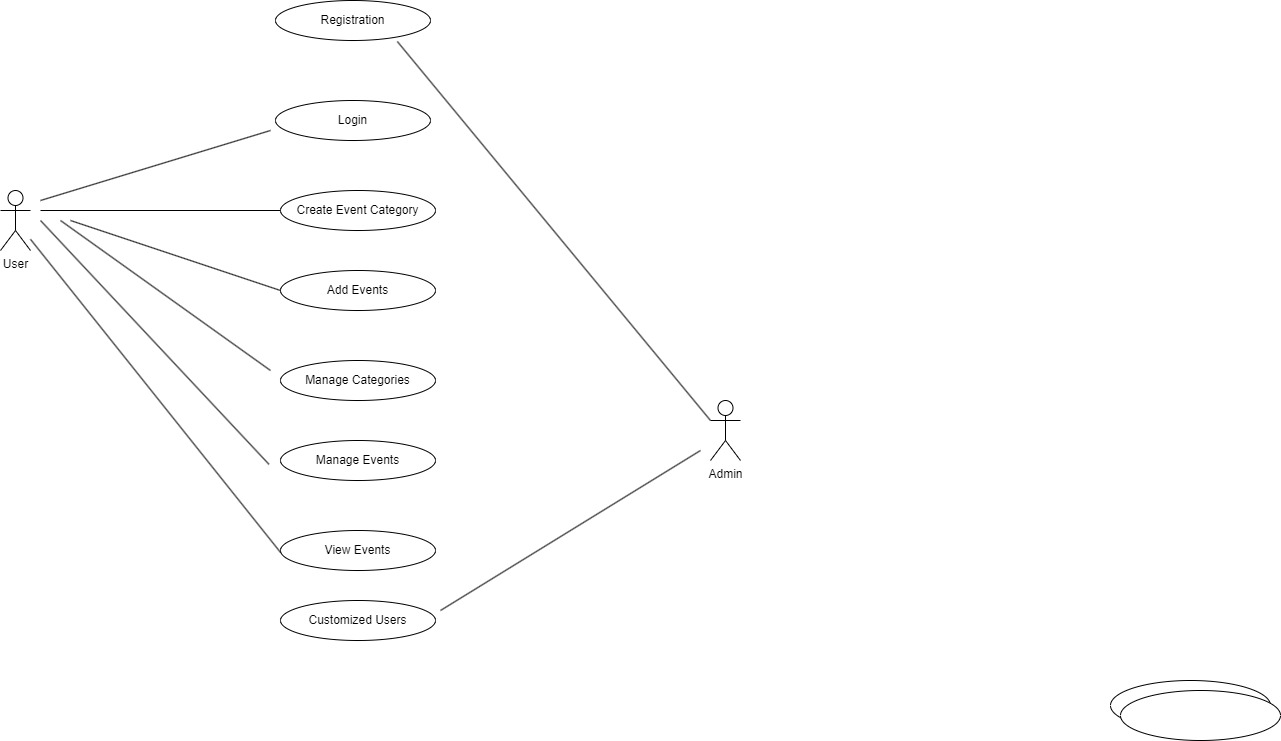 Registration
Login
Create Event Category
User
Add Events
Manage Categories
Manage Events
Admin
View Events
Customized Users